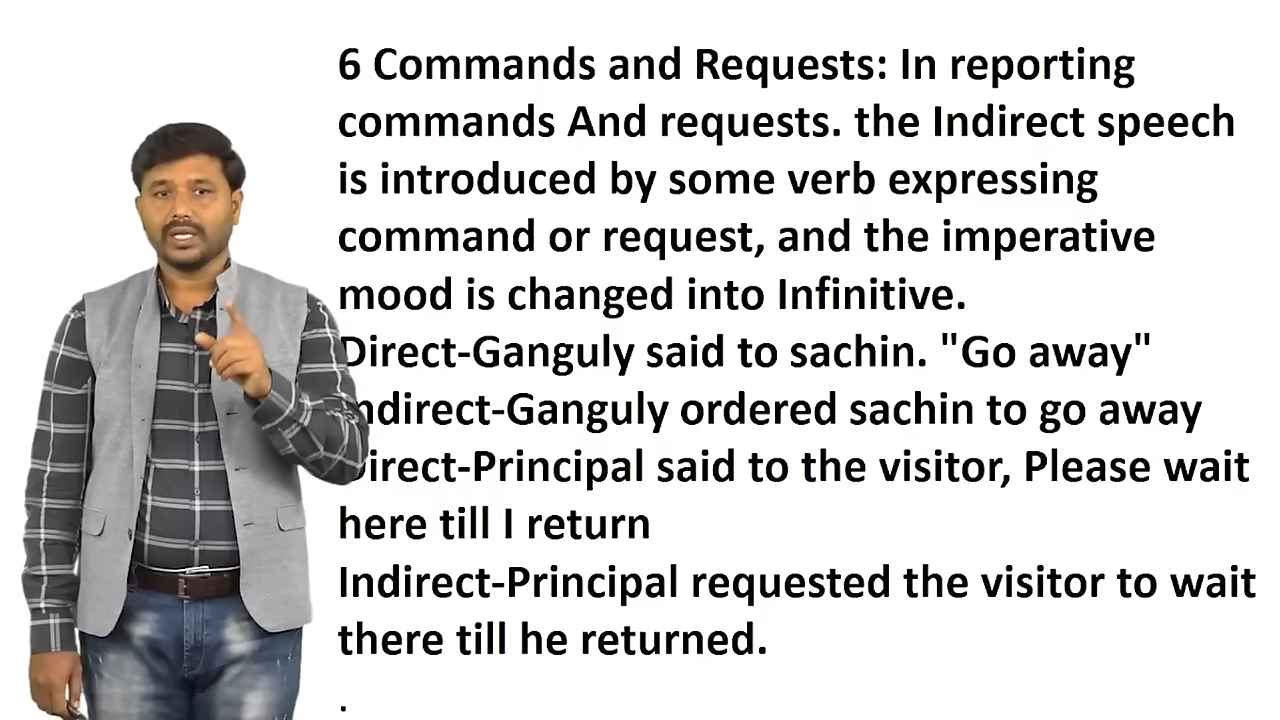 6 Commands and Requests: In reporting
commands And requests. the Indirect speech
is introduced by some verb expressing
command or request, and the imperative
mood is changed into Infinitive.
Direct-Ganguly said to sachin. "Go away"
Indirect-Ganguly ordered sachin to go away
Direct-Principal said to the visitor, Please wait
here till I return
Indirect-Principal requested the visitor to wait
there till he returned.
.